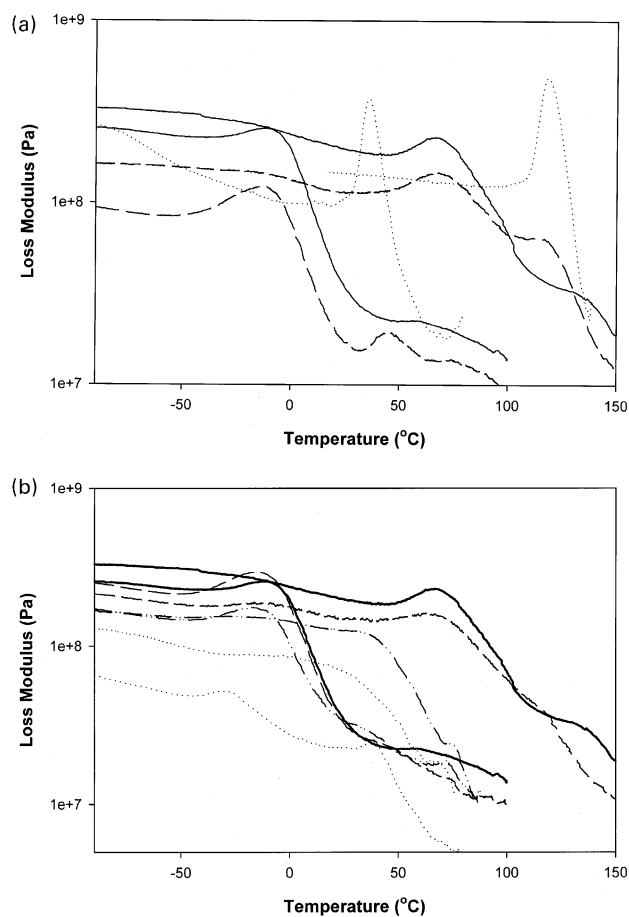 (a)
1e+9
1e+8
1e+7
Loss Modulus (Pa)
-50 0 50 100 150
Temperature (°C)
(b)
1e+9
1e+8
1e+7
Loss Modulus (Pa)
-50 0 50 100 150
Temperature (°C)